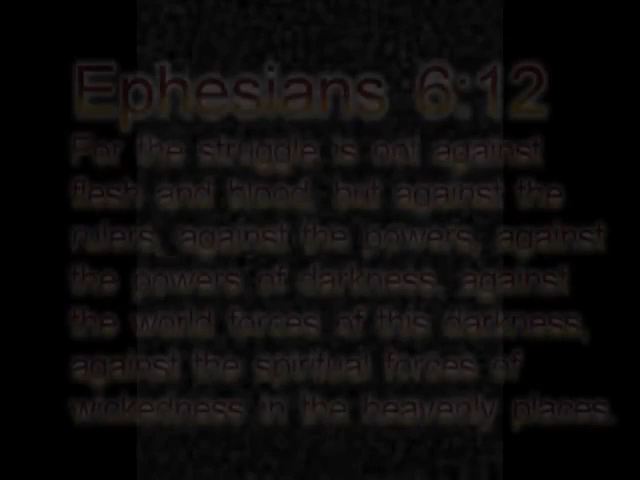 Ephesians 6:12
For the struggle is not against
flesh and blood, but against the
rulers, against the powers, against
the powers of darkness, against
the world forces of this darkness,
against the spiritual forces of
wickedness in the heavenly places.